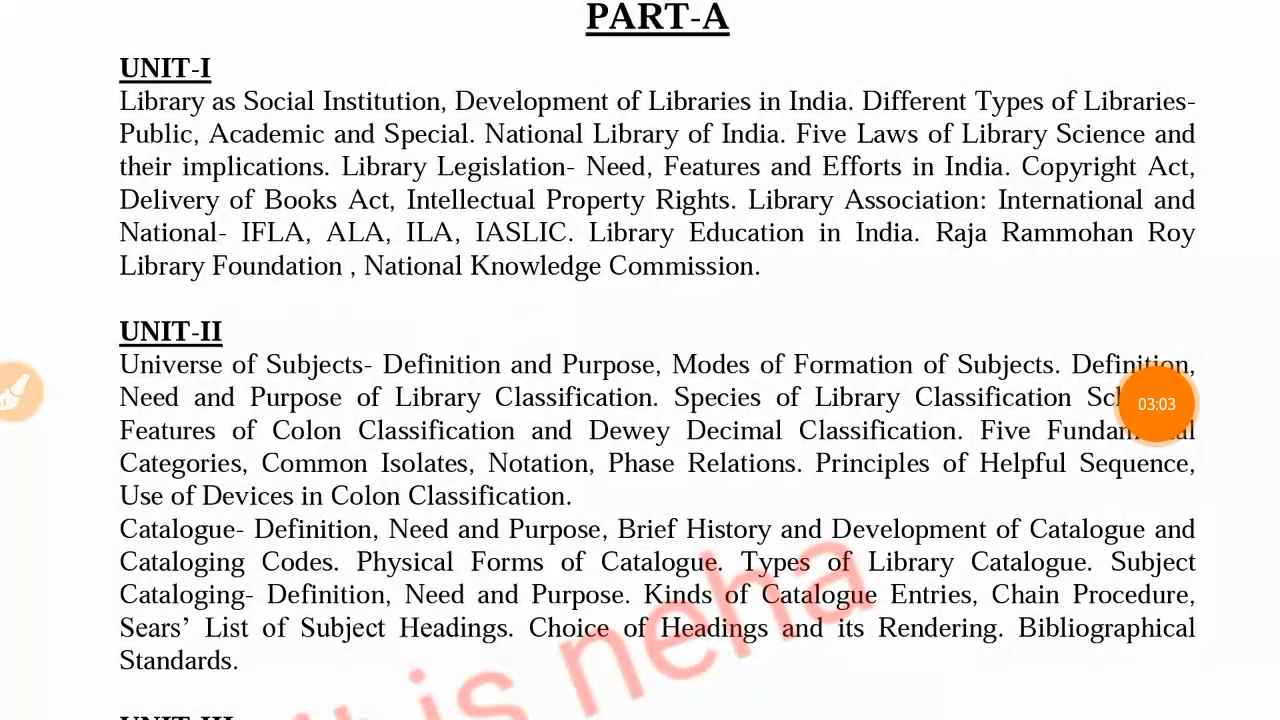 PART-A
UNIT-I
Library as Social Institution, Development of Libraries in India. Different Types of Libraries-
Public, Academic and Special. National Library of India. Five Laws of Library Science and
their implications. Library Legislation- Need, Features and Efforts in India. Copyright Act,
Delivery of Books Act, Intellectual Property Rights. Library Association: International and
National- IFLA, ALA, ILA, IASLIC. Library Education in India. Raja Rammohan Roy
Library Foundation , National Knowledge Commission.
UNIT-II
Universe of Subjects- Definition and Purpose, Modes of Formation of Subjects. Definition,
Need and Purpose of Library Classification. Species of Library Classification
03:03
Features of Colon Classification and Dewey Decimal Classification. Five
Categories, Common Isolates, Notation, Phase Relations. Principles of Helpful Sequence,
Use of Devices in Colon Classification.
Catalogue- Definition, Need and Purpose, Brief History and Development of Catalogue and
Cataloging Codes. Physical Forms of Catalogue. Types of Library Catalogue. Subject
Cataloging- Definition, Need and Purpose. Kinds of Catalogue Entries, Chain Procedure,
Sears' List of Subject Headings. Choice of Headings and its Rendering. Bibliographical
Standards.
is neha
UNIT-III